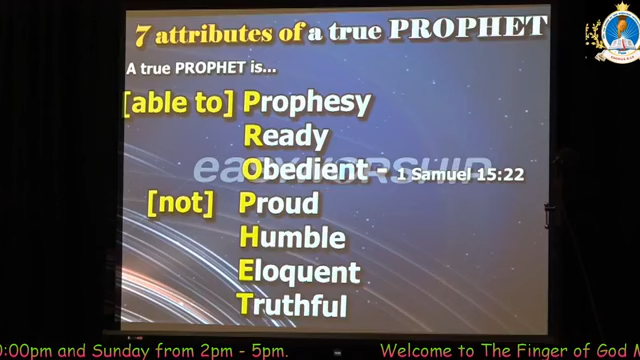 7 attributes of a true PROPHET
A true PROPHET is...
[able to] Prophesy
Ready
easyworship
Obedient - 1 Samuel 15:22
[not] Proud
Humble
Eloquent
Truthful
0:00pm and Sunday from 2pm - 5pm. Welcome to The Finger of God M